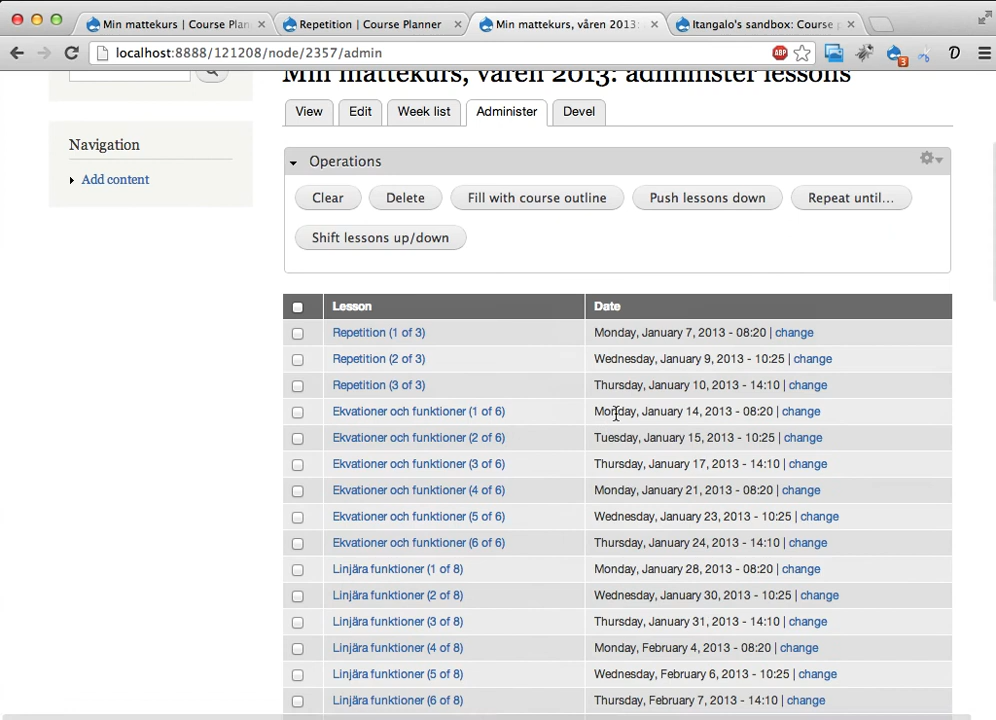 Min mattekurs | Course Plan
Repetition | Course Planner
Min mattekurs, våren 2013:
Itangalo's sandbox: Course p
localhost:8888/121208/node/2357/admin
ABP
3
D
Min mattekurs, våren 2013: administer lessons
View
Edit
Week list
Administer
Devel
Navigation
Add content
Operations
Clear
Delete
Fill with course outline
Push lessons down
Repeat until...
Shift lessons up/down
Lesson Date
Repetition (1 of 3) Monday, January 7, 2013 - 08:20 | change
Repetition (2 of 3) Wednesday, January 9, 2013 - 10:25 | change
Repetition (3 of 3) Thursday, January 10, 2013 - 14:10 | change
Ekvationer och funktioner (1 of 6) Monday, January 14, 2013 - 08:20 | change
Ekvationer och funktioner (2 of 6) Tuesday, January 15, 2013 - 10:25 | change
Ekvationer och funktioner (3 of 6) Thursday, January 17, 2013 - 14:10 | change
Ekvationer och funktioner (4 of 6) Monday, January 21, 2013 - 08:20 | change
Ekvationer och funktioner (5 of 6) Wednesday, January 23, 2013 - 10:25 | change
Ekvationer och funktioner (6 of 6) Thursday, January 24, 2013 - 14:10 | change
Linjära funktioner (1 of 8) Monday, January 28, 2013 - 08:20 | change
Linjära funktioner (2 of 8) Wednesday, January 30, 2013 - 10:25 | change
Linjära funktioner (3 of 8) Thursday, January 31, 2013 - 14:10 | change
Linjära funktioner (4 of 8) Monday, February 4, 2013 - 08:20 | change
Linjära funktioner (5 of 8) Wednesday, February 6, 2013 - 10:25 | change
Linjära funktioner (6 of 8) Thursday, February 7, 2013 - 14:10 | change